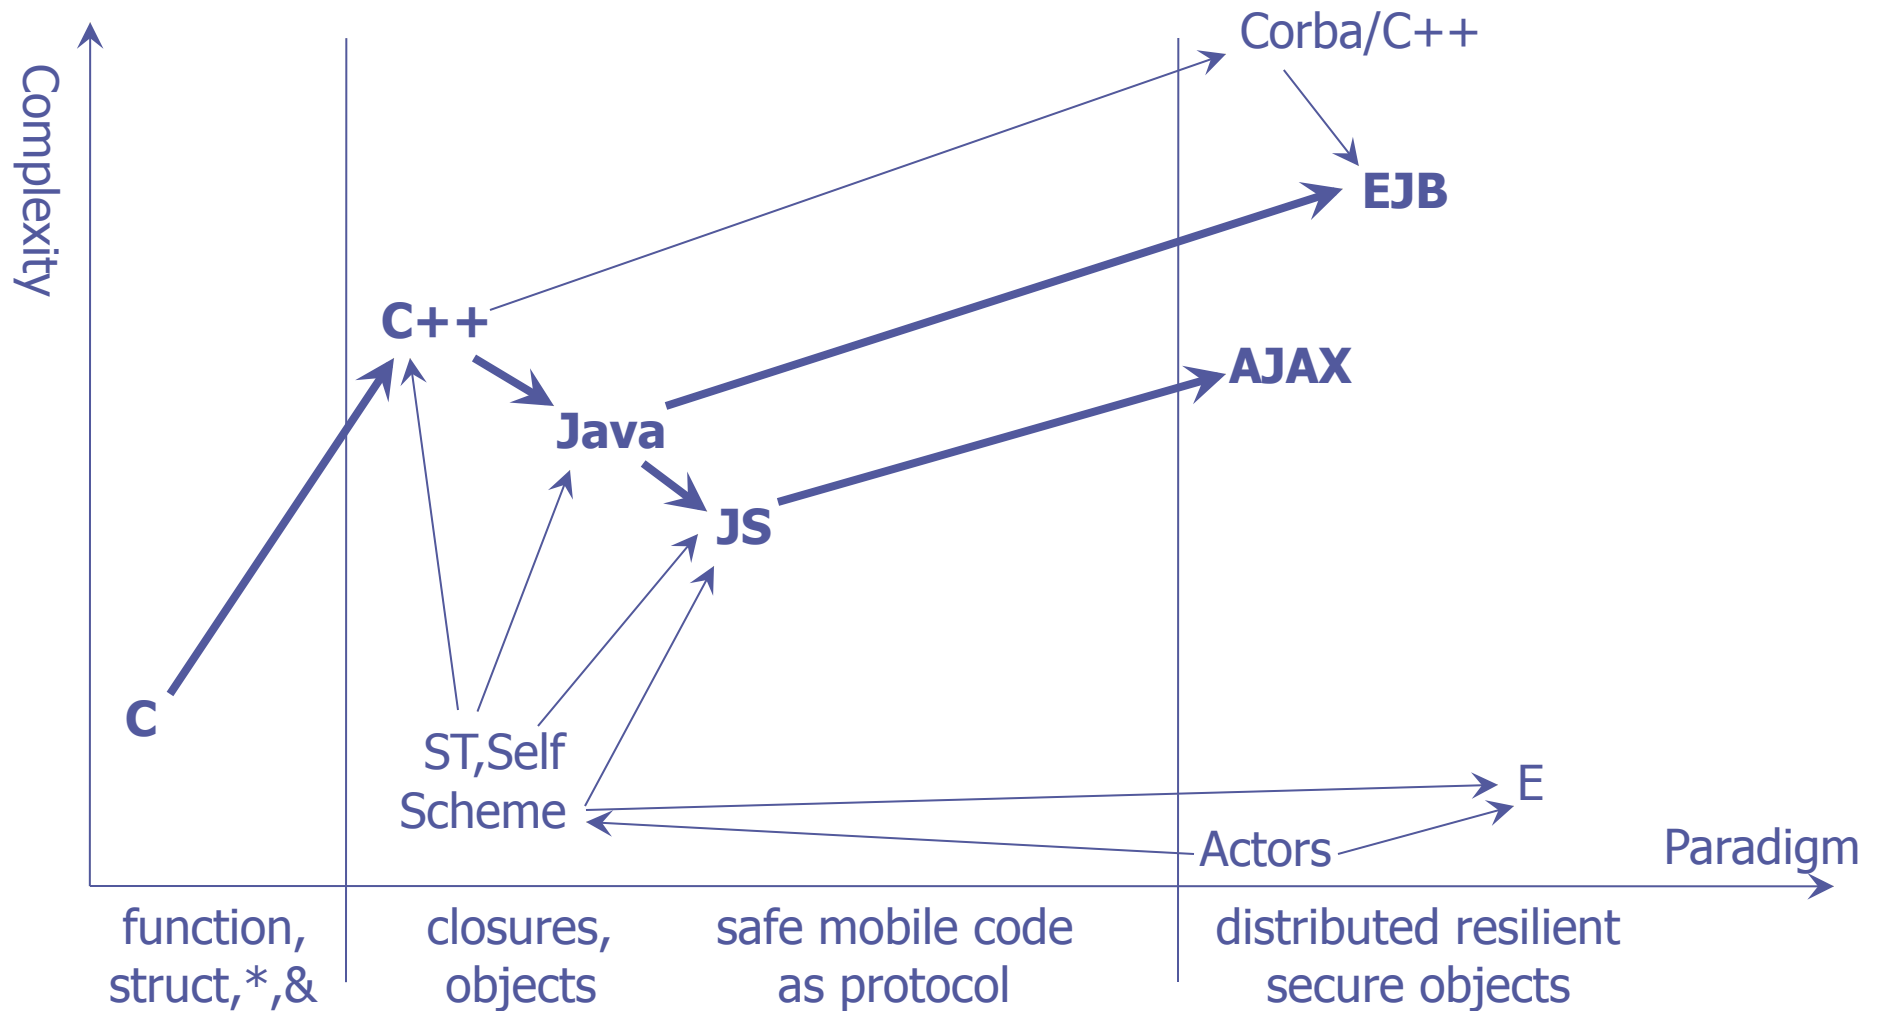 Corba/C++
Complexity
EJB
C++
AJAX
Java
JS
C
ST,Self
Scheme
E
Actors
Paradigm
function,
struct,*,&
closures,
objects
safe mobile code
as protocol
distributed resilient
secure objects